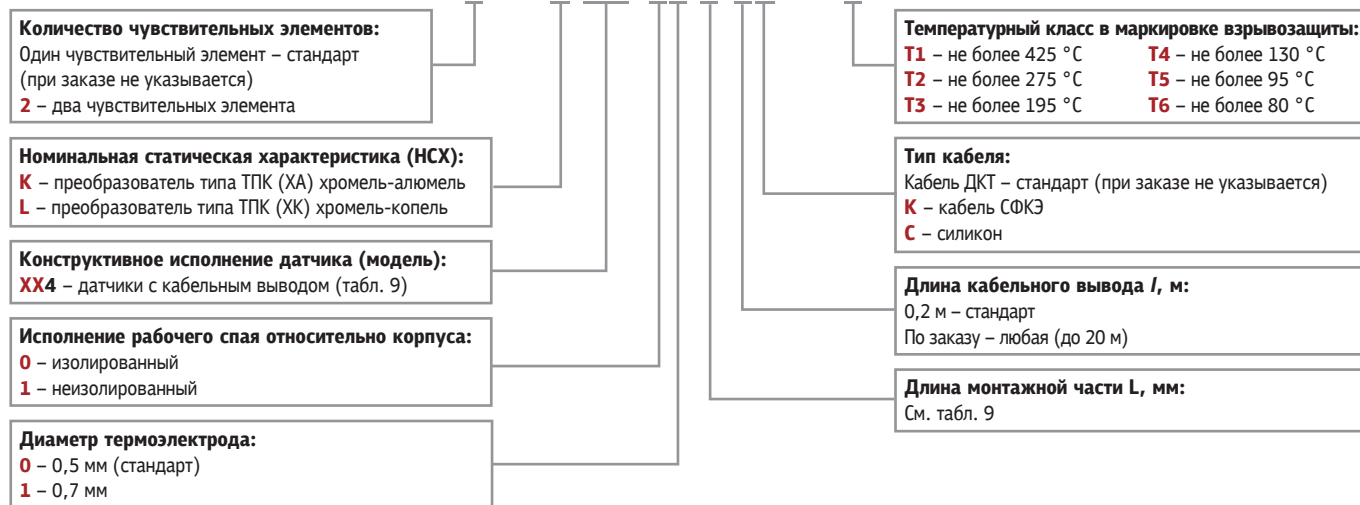 Количество чувствительных элементов:
Один чувствительный элемент – стандарт
(при заказе не указывается)
2 – два чувствительных элемента
Номинальная статическая характеристика (НСХ):
K – преобразователь типа ТПК (ХА) хромель-алюмель
L – преобразователь типа ТПК (ХК) хромель-копель
Конструктивное исполнение датчика (модель):
XX4 – датчики с кабельным выводом (табл. 9)
Исполнение рабочего спая относительно корпуса:
0 – изолированный
1 – неизолированный
Диаметр термоэлектрода:
0 – 0,5 мм (стандарт)
1 – 0,7 мм
Температурный класс в маркировке взрывозащиты:
T1 – не более 425 °C T4 – не более 130 °C
T2 – не более 275 °C T5 – не более 95 °C
T3 – не более 195 °C T6 – не более 80 °C
Тип кабеля:
Кабель ДКТ – стандарт (при заказе не указывается)
К – кабель СФКЭ
С – силикон
Длина кабельного вывода l, м:
0,2 м – стандарт
По заказу – любая (до 20 м)
Длина монтажной части L, мм:
См. табл. 9